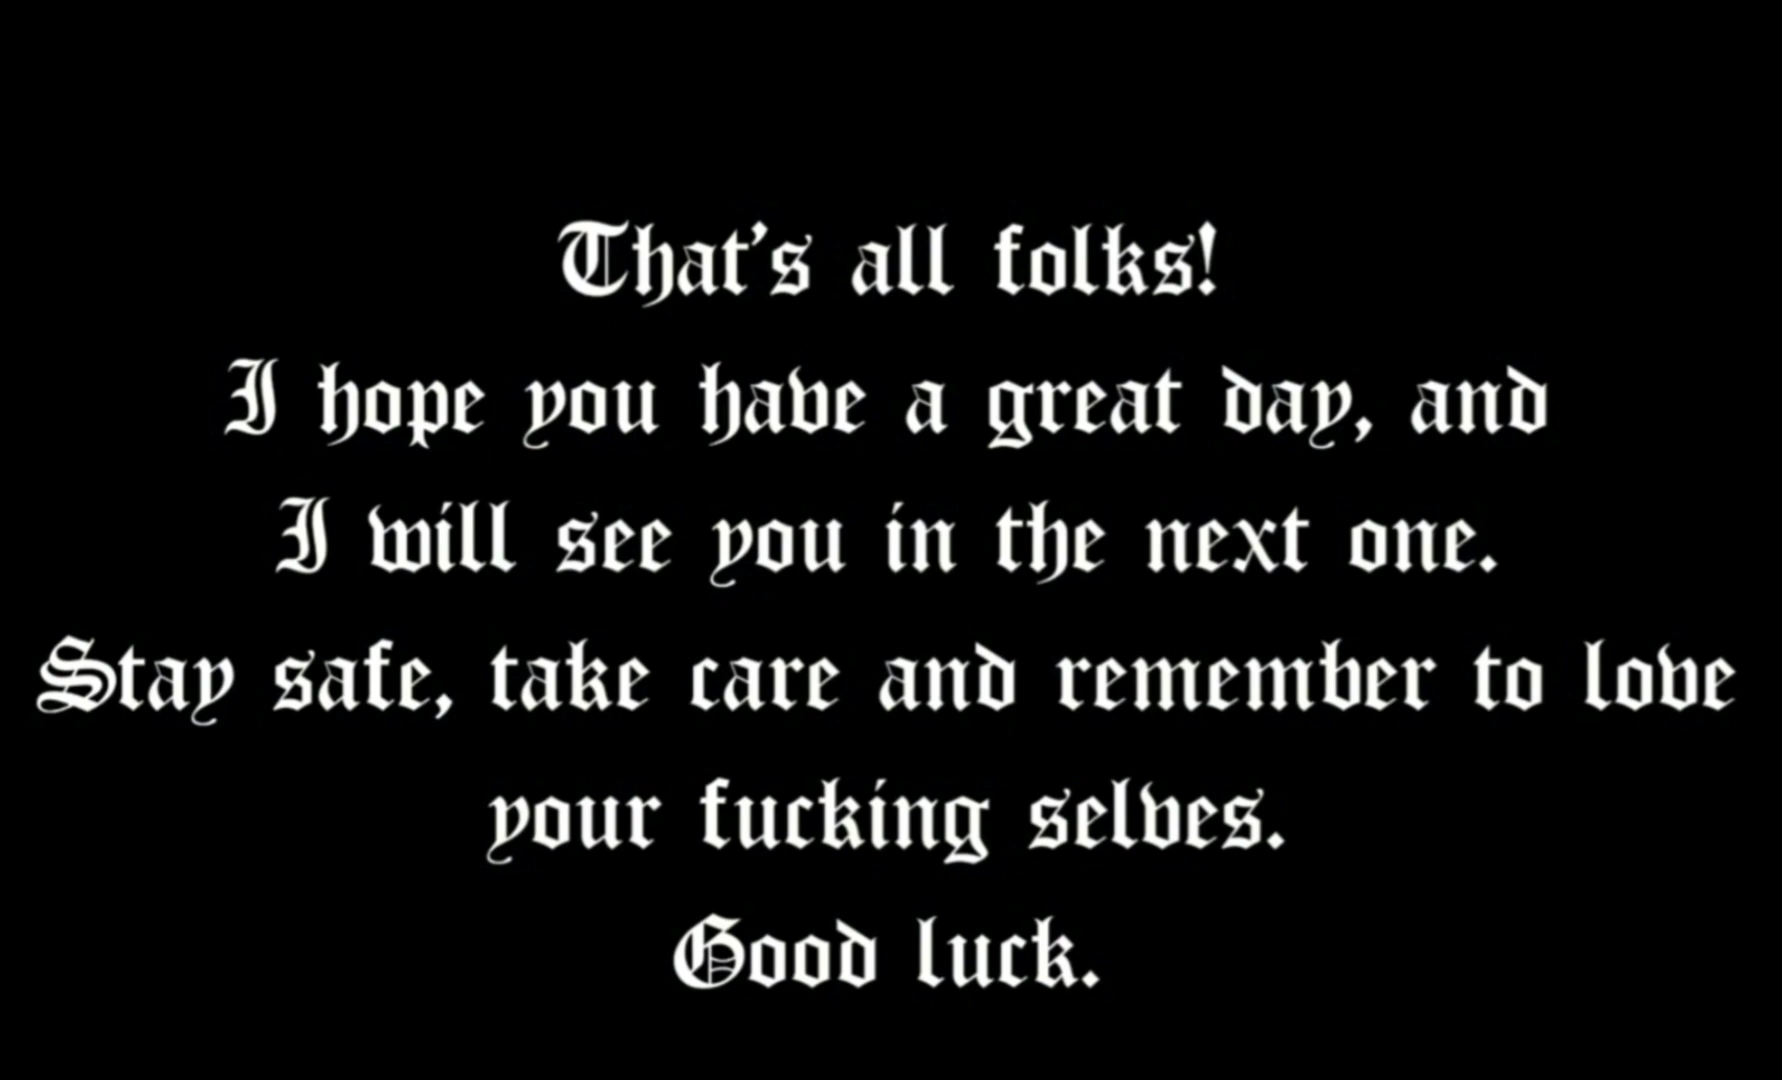 That's all folks!
I hope you have a great day, and
I will see you in the next one.
Stay safe, take care and remember to love
your fucking selves.
Good luck.